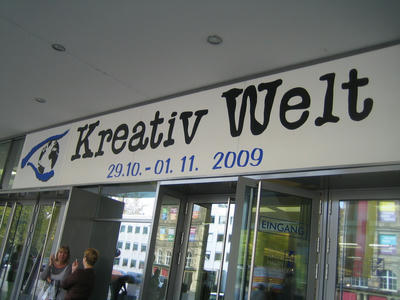 Kreativ Welt
29.10.-01.11. 2009
EINGANG